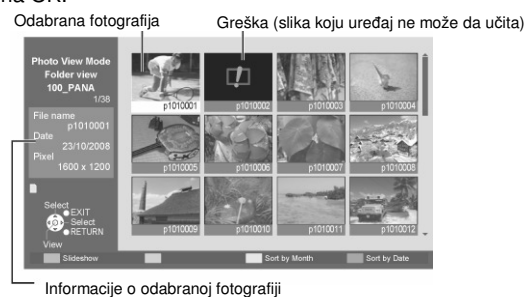 na OK.
Odabrana fotografija
Greška (slika koju uređaj ne može da učita)
Photo View Mode
Folder view
100_PANA
1/38
File name
p1010001
Date
23/10/2008
Pixel
1600 x 1200
Select
EXIT
Select
RETURN
View
p1010001
p1010002
p1010003
p1010004
p1010005
p1010006
p1010007
p1010008
p1010009
p1010010
p1010011
p1010012
Slideshow
Sort by Month
Sort by Date
Informacije o odabranoj fotografiji